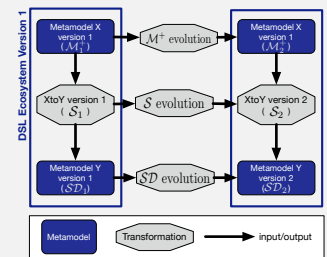 DSL Ecosystem Version 1
Metamodel X
version 1
(ℳ₁⁺)
ℳ⁺ evolution
Metamodel X
version 1
(ℳ₂⁺)
XtoY version 1
(𝒮₁)
𝒮 evolution
XtoY version 2
(𝒮₂)
Metamodel Y
version 1
(𝒮𝒟₁)
𝒮𝒟 evolution
Metamodel Y
version 2
(𝒮𝒟₂)
Metamodel
Transformation
input/output